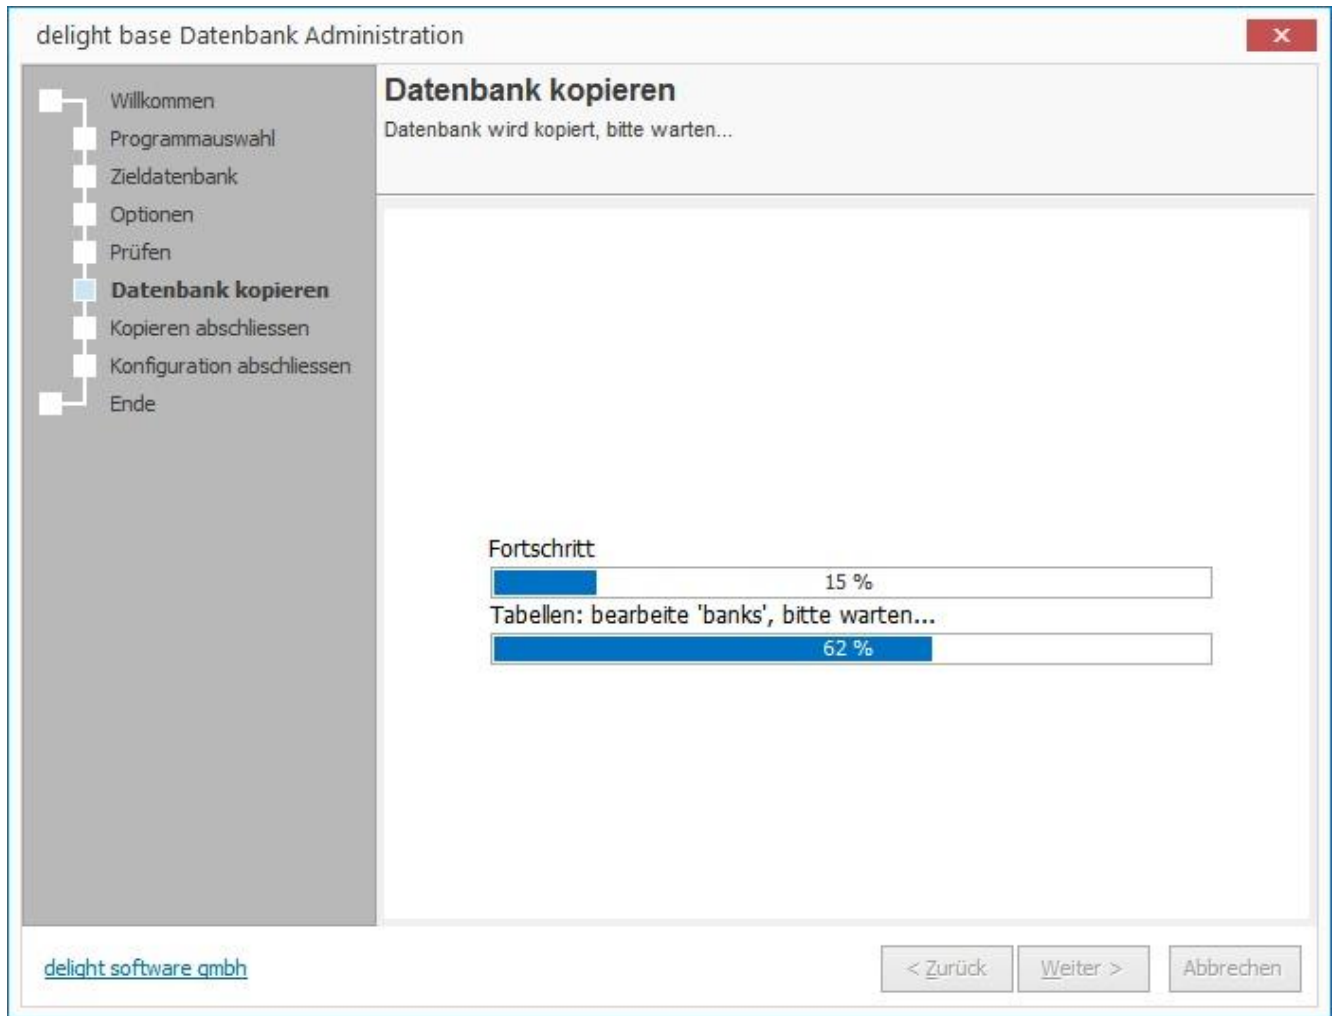 delight base Datenbank Administration
Willkommen
Programmauswahl
Zieldatenbank
Optionen
Prüfen
Datenbank kopieren
Kopieren abschliessen
Konfiguration abschliessen
Ende
Datenbank kopieren
Datenbank wird kopiert, bitte warten...
Fortschritt
15 %
Tabellen: bearbeite 'banks', bitte warten...
62 %
delight software gmbh
< Zurück
Weiter >
Abbrechen